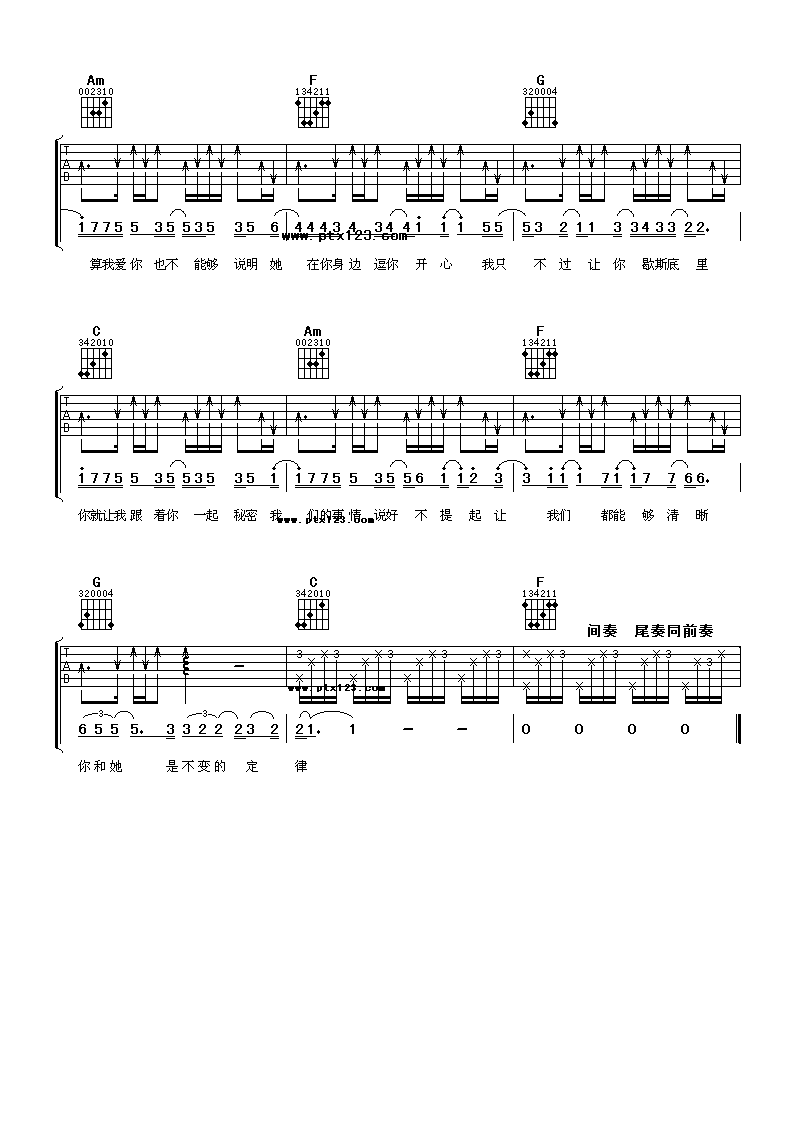 Am F G
002310 134211 320004
T
A
B
1775 5 35 535 35 6 4443 4 34 41 1 1 55 53 2 11 3 3433 22.
www.ptx123.com
算我爱你 也不 能够 说明 她 在你身边 逗你 开 心 我只 不 过 让 你 歇斯底 里
C Am F
342010 002310 134211
T
A
B
1775 5 35 535 35 1 1775 5 35 56 1 12 3 3 11 1 71 17 7 66.
你就让我 跟 着你 一起 秘密 我 们的事情 说好 不 提 起 让 我们 都能 够 清 晰
www.ptx123.com
G C F
320004 342010 134211
间奏 尾奏同前奏
T
A
B
3 × × 3 × × 3 × × 3 × × 3 × × × 3 × × × 3 × × × 3 × × × 3
www.ptx123.com
3 3
655 5. 3 322 23 2 21. 1 – – 0 0 0 0
你和她 是不变的 定 律